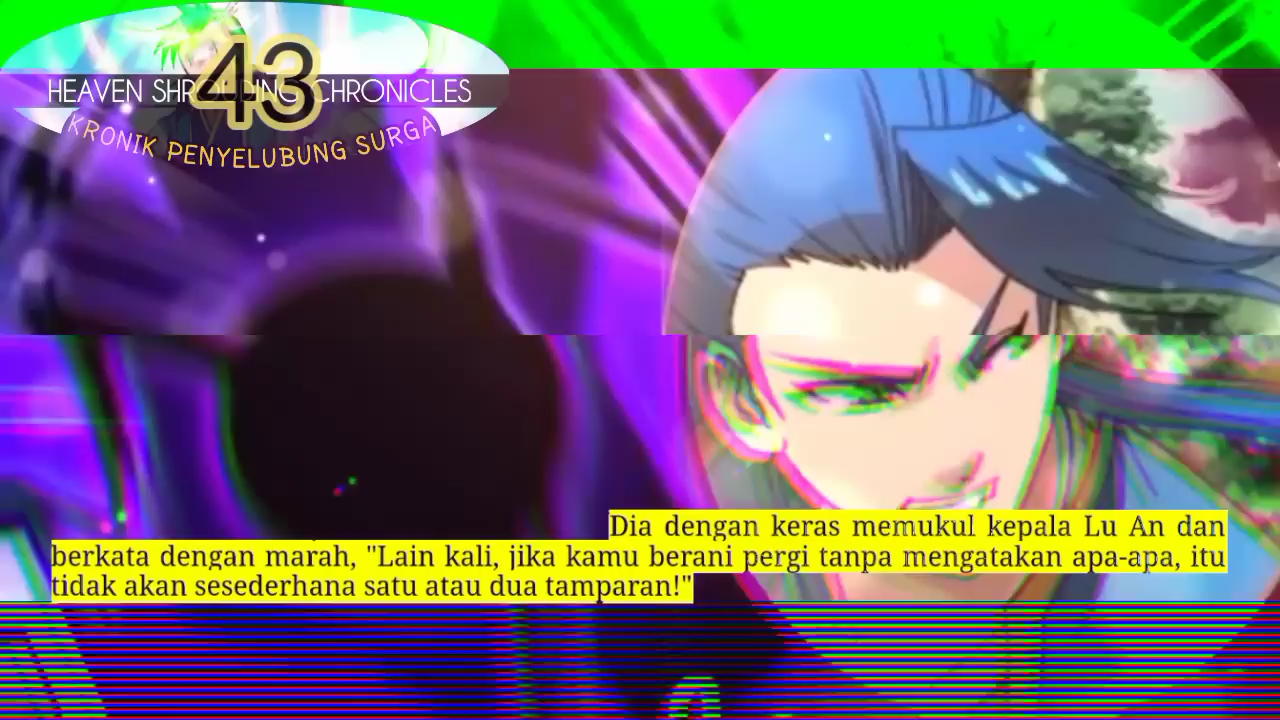 43
HEAVEN SHROUDING CHRONICLES
KRONIK PENYELUBUNG SURGA
Dia dengan keras memukul kepala Lu An dan
berkata dengan marah, "Lain kali, jika kamu berani pergi tanpa mengatakan apa-apa, itu
tidak akan sesederhana satu atau dua tamparan!"